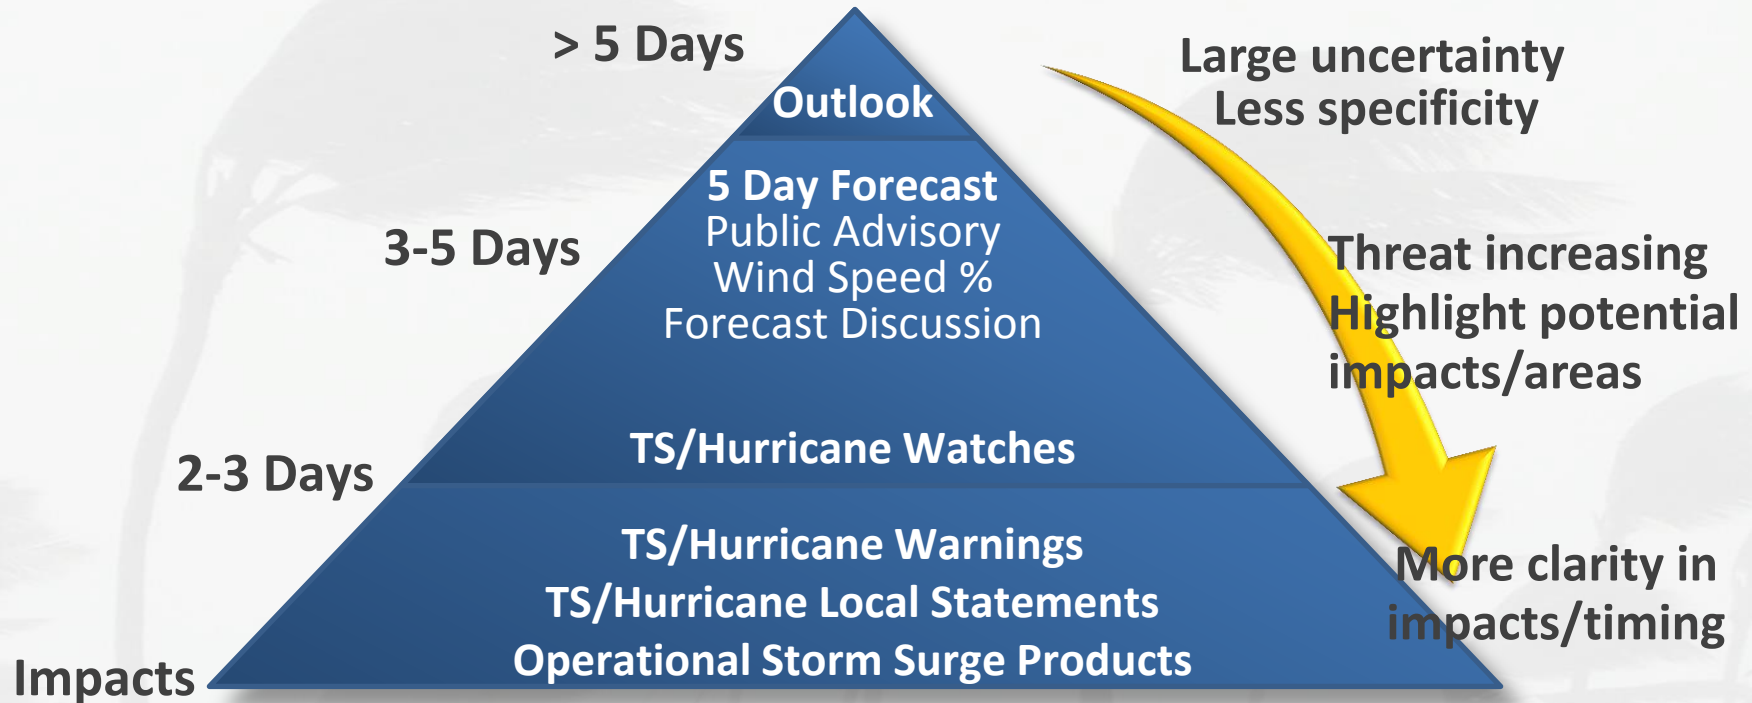 > 5 Days
Outlook
Large uncertainty
Less specificity
3-5 Days
5 Day Forecast
Public Advisory
Wind Speed %
Forecast Discussion
Threat increasing
Highlight potential
impacts/areas
2-3 Days
TS/Hurricane Watches
TS/Hurricane Warnings
TS/Hurricane Local Statements
Operational Storm Surge Products
More clarity in
impacts/timing
Impacts